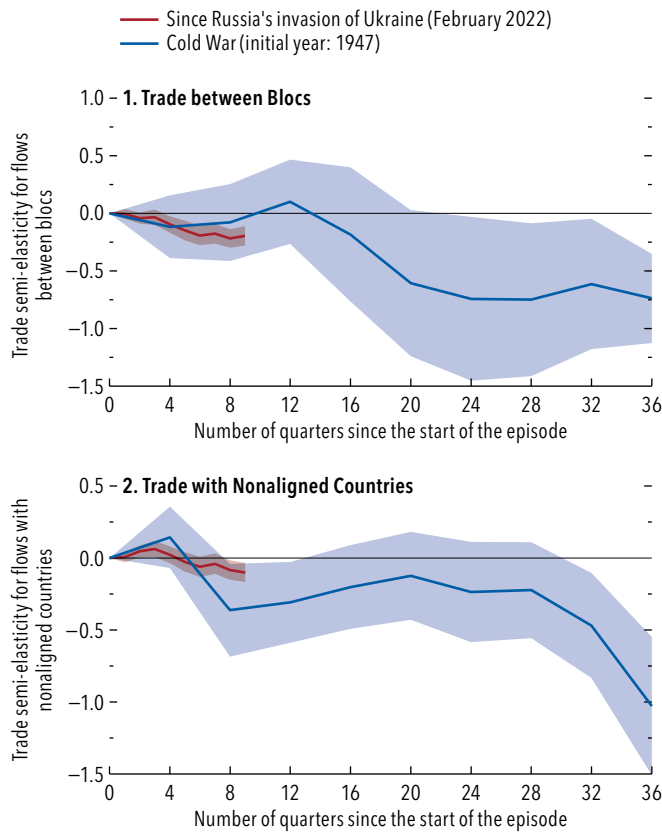 Since Russia's invasion of Ukraine (February 2022)
Cold War (initial year: 1947)
1. Trade between Blocs
Trade semi-elasticity for flows
between blocs
1.0
0.5
0.0
−0.5
−1.0
−1.5
0 4 8 12 16 20 24 28 32 36
Number of quarters since the start of the episode
2. Trade with Nonaligned Countries
Trade semi-elasticity for flows with
nonaligned countries
0.5
0.0
−0.5
−1.0
−1.5
0 4 8 12 16 20 24 28 32 36
Number of quarters since the start of the episode